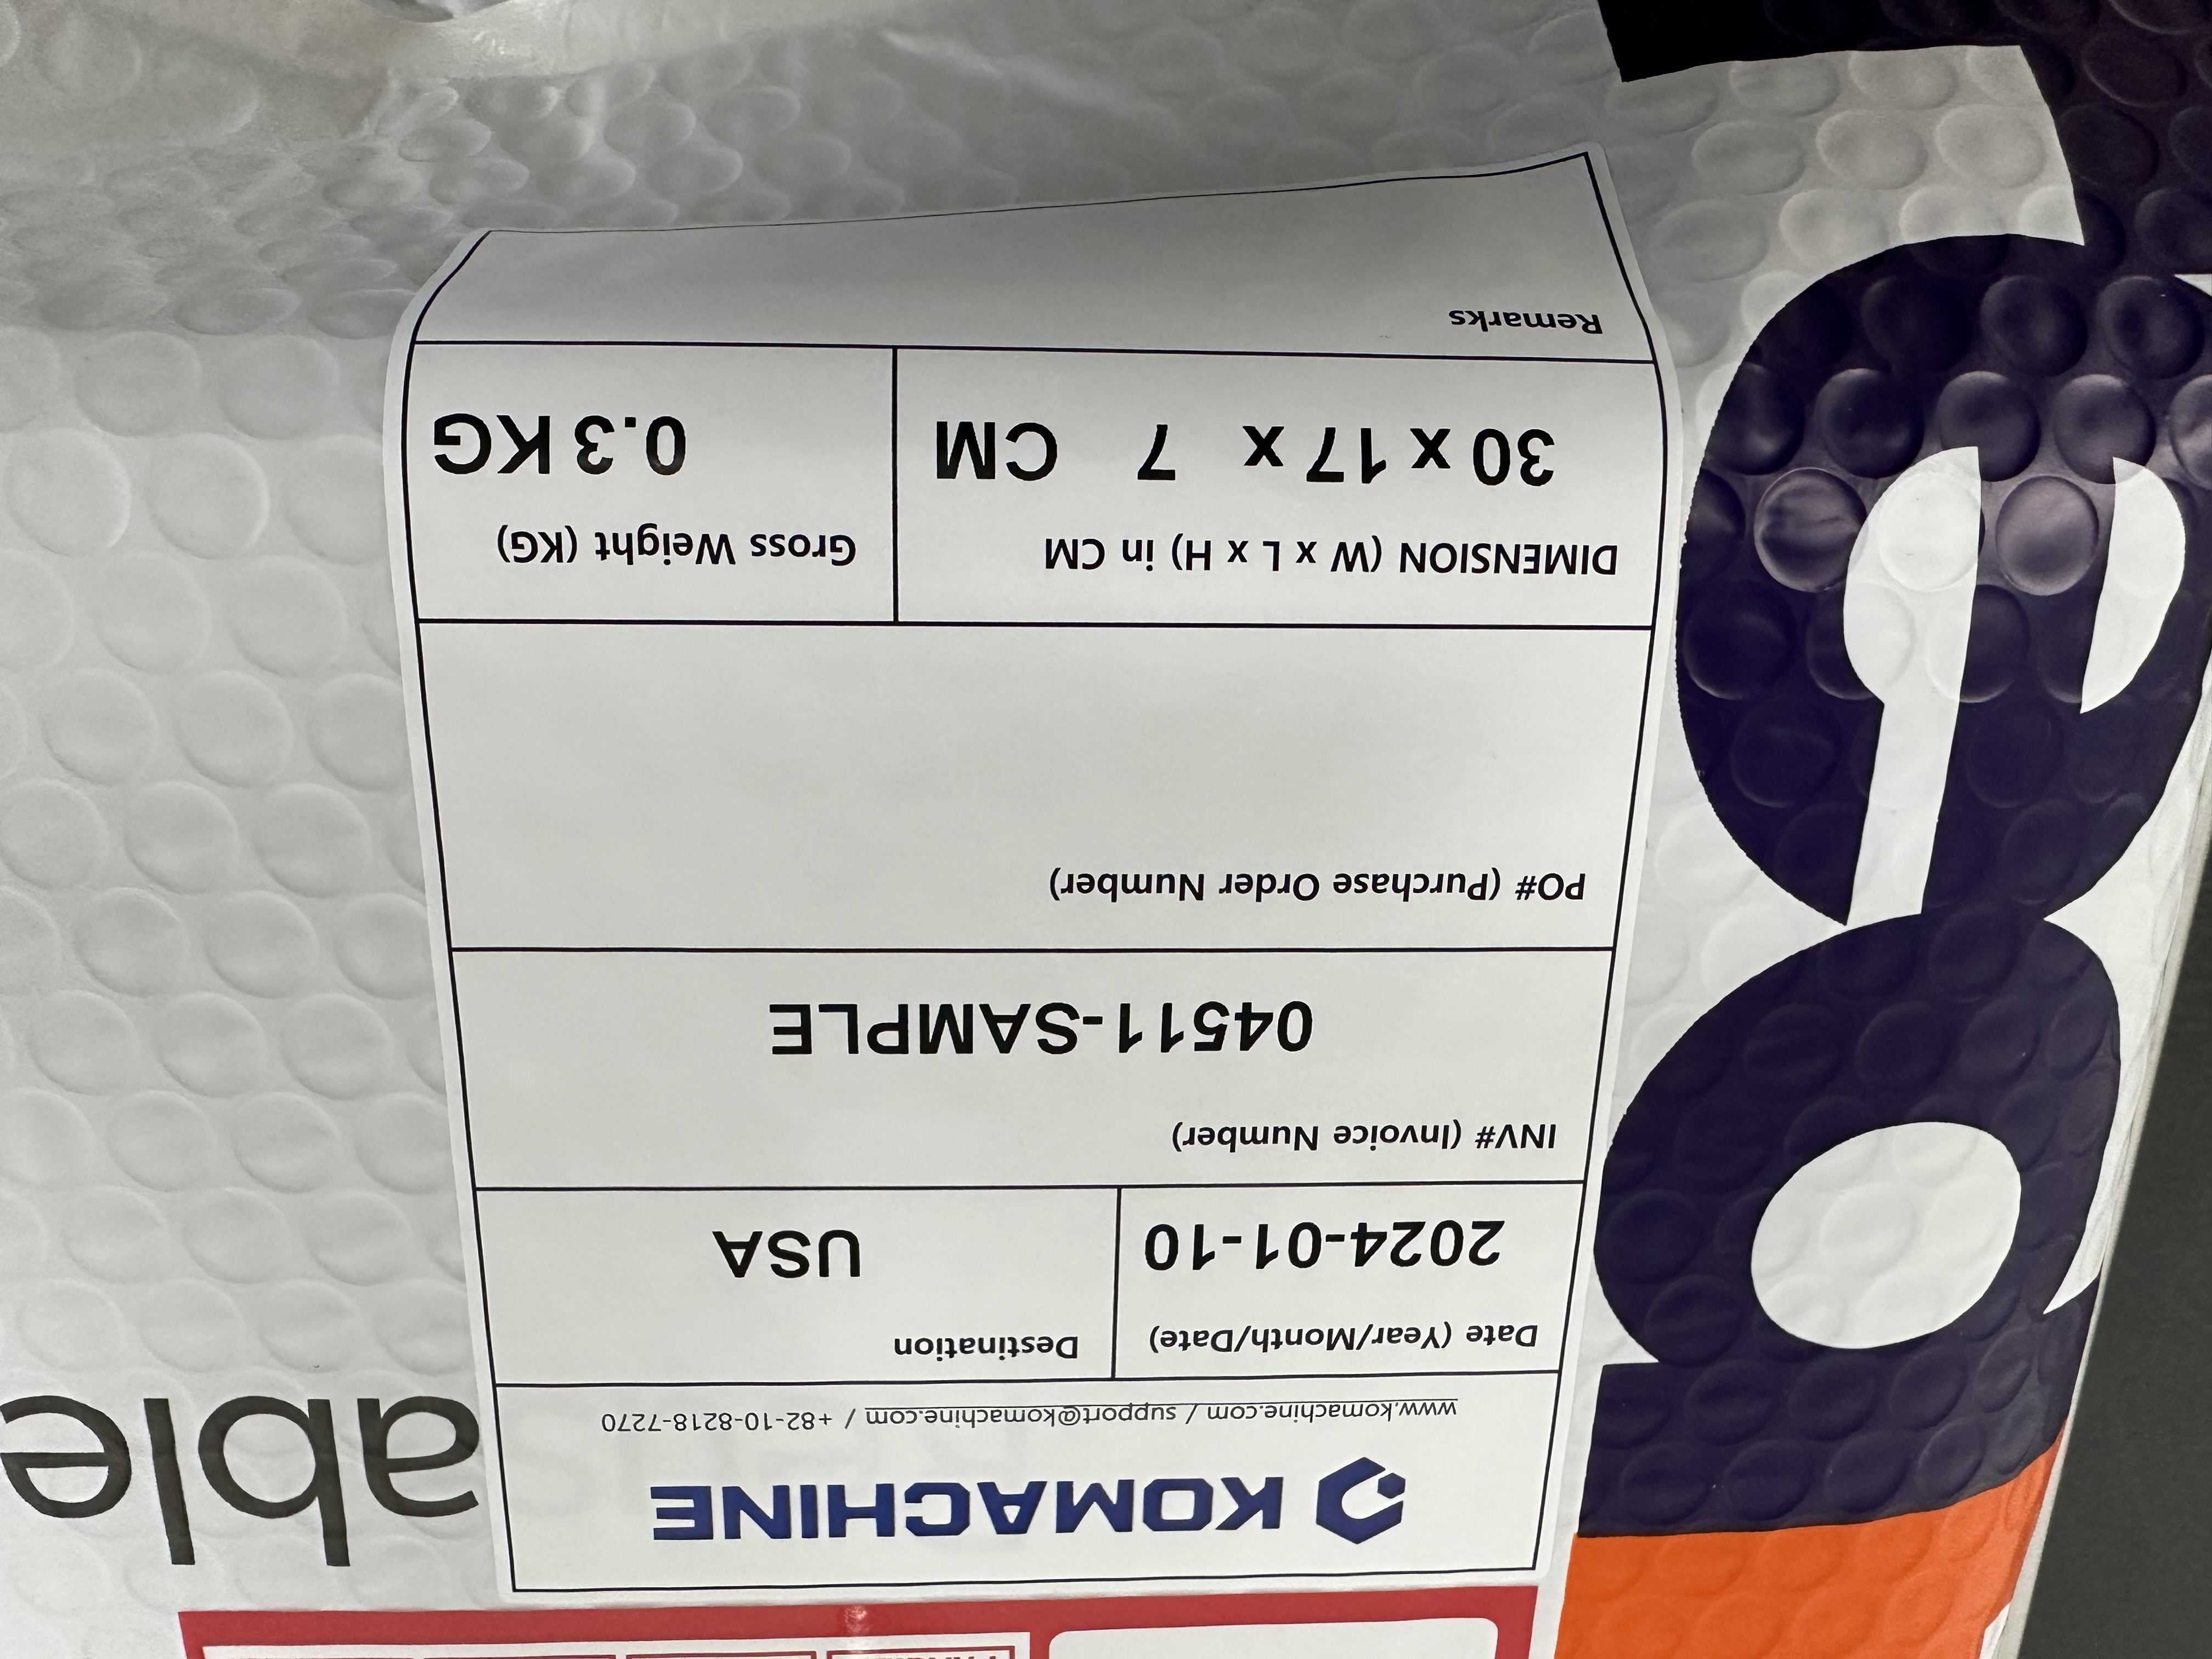 KOMACHINE
www.komachine.com / support@komachine.com / +82-10-8218-7270
Date (Year/Month/Date)
2024-01-10
Destination
USA
INV# (Invoice Number)
04511-SAMPLE
PO# (Purchase Order Number)
DIMENSION (W x L x H) in CM
30 x 17 x 7 CM
Gross Weight (KG)
0.3 KG
Remarks
able